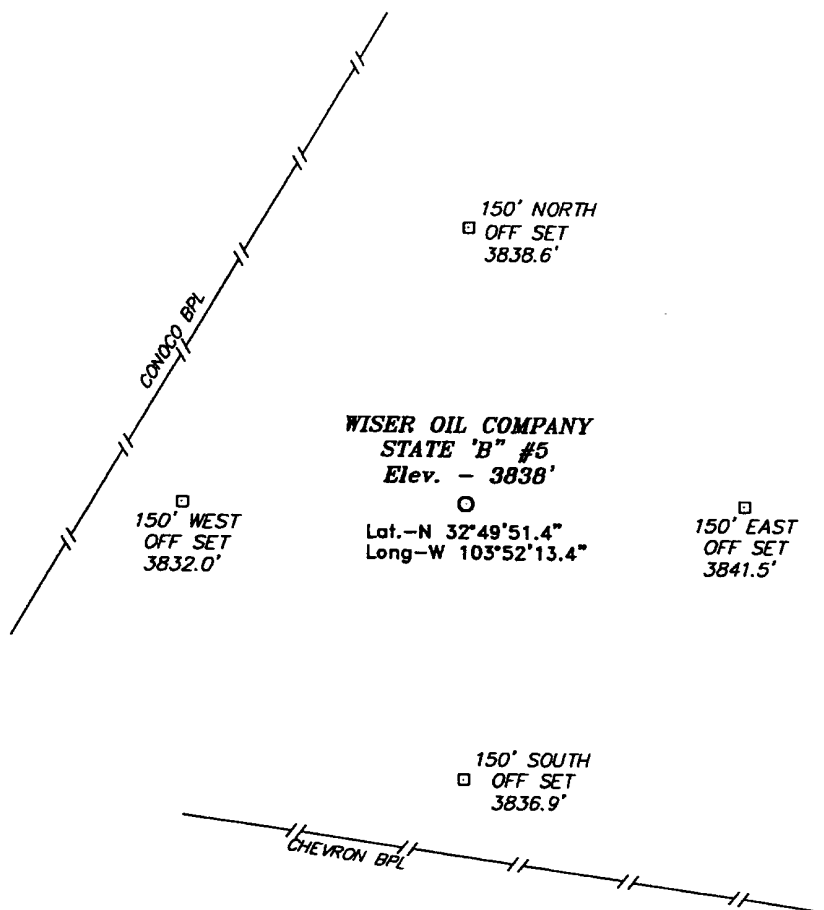 150' NORTH
OFF SET
3838.6'
CONOCO BPL
WISER OIL COMPANY
STATE 'B" #5
Elev. - 3838'
Lat.-N 32°49'51.4"
Long-W 103°52'13.4"
150' WEST
OFF SET
3832.0'
150' EAST
OFF SET
3841.5'
150' SOUTH
OFF SET
3836.9'
CHEVRON BPL